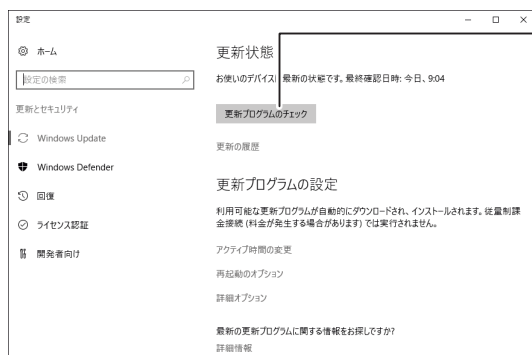 設定
ホーム
設定の検索
更新とセキュリティ
Windows Update
Windows Defender
回復
ライセンス認証
開発者向け
更新状態
お使いのデバイス 最新の状態です。最終確認日時: 今日、9:04
更新プログラムのチェック
更新の履歴
更新プログラムの設定
利用可能な更新プログラムが自動的にダウンロードされ、インストールされます。従量制課
金接続 (料金が発生する場合があります) では実行されません。
アクティブ時間の変更
再起動のオプション
詳細オプション
最新の更新プログラムに関する情報をお探しですか?
詳細情報